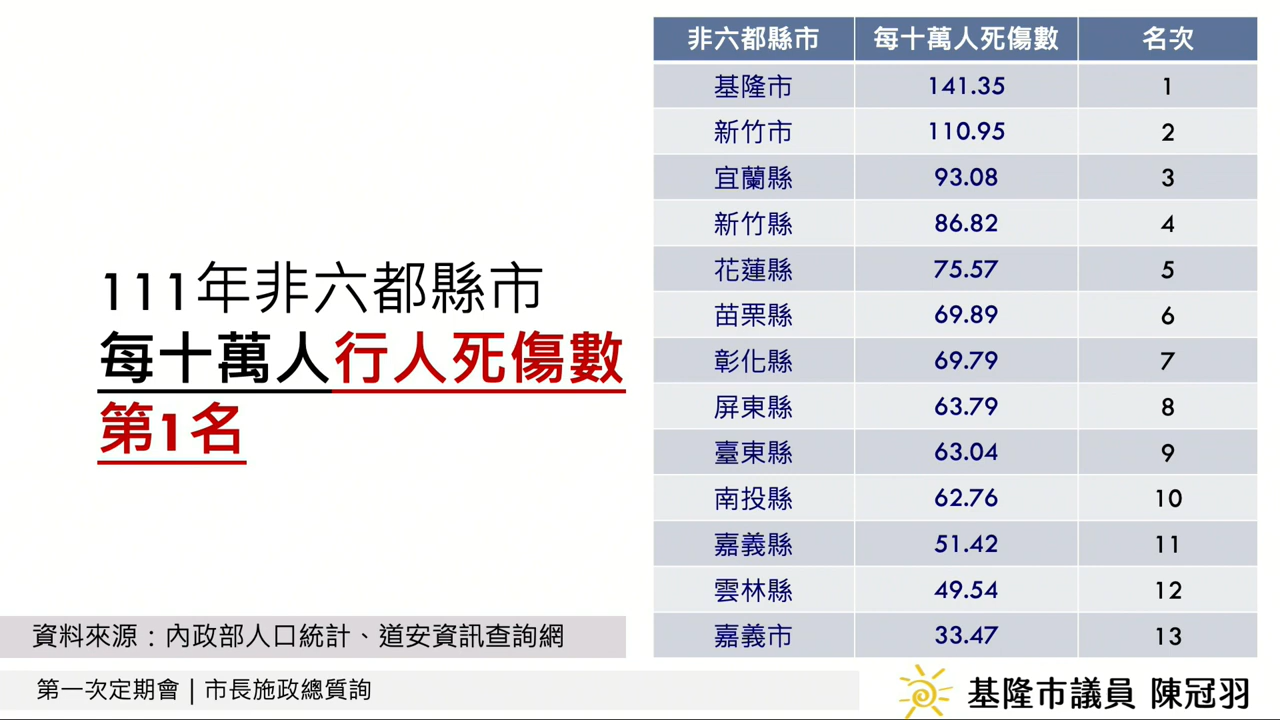 111年非六都縣市
每十萬人行人死傷數
第1名
非六都縣市 每十萬人死傷數 名次
基隆市 141.35 1
新竹市 110.95 2
宜蘭縣 93.08 3
新竹縣 86.82 4
花蓮縣 75.57 5
苗栗縣 69.89 6
彰化縣 69.79 7
屏東縣 63.79 8
臺東縣 63.04 9
南投縣 62.76 10
嘉義縣 51.42 11
雲林縣 49.54 12
嘉義市 33.47 13
資料來源：內政部人口統計、道安資訊查詢網
第一次定期會 | 市長施政總質詢
基隆市議員 陳冠羽